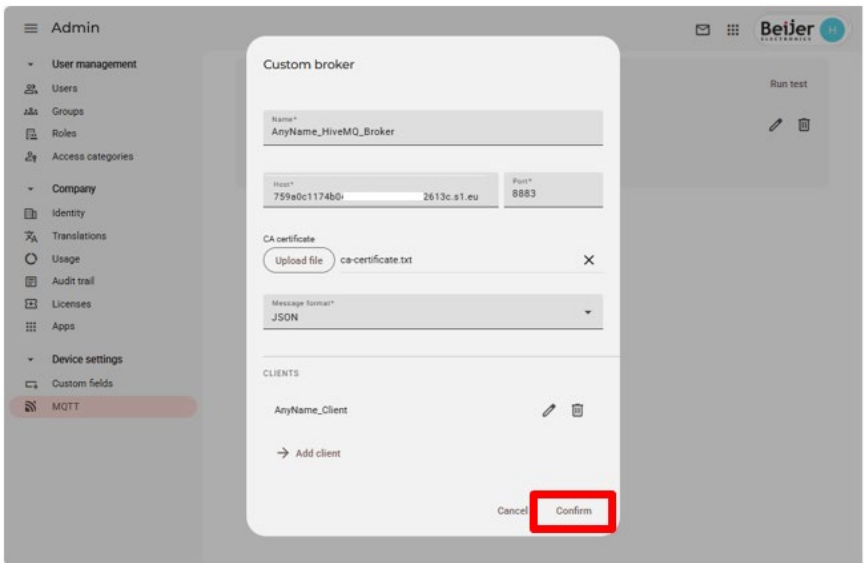 Admin
Beijer
ELECTRONICS
H
User management
Users
Groups
Roles
Access categories
Company
Identity
Translations
Usage
Audit trail
Licenses
Apps
Device settings
Custom fields
MQTT
Run test
Custom broker
Name*
AnyName_HiveMQ_Broker
Host*
759a0c1174b0 2613c.s1.eu
Port*
8883
CA certificate
Upload file ca-certificate.txt
Message format*
JSON
CLIENTS
AnyName_Client
Add client
Cancel Confirm